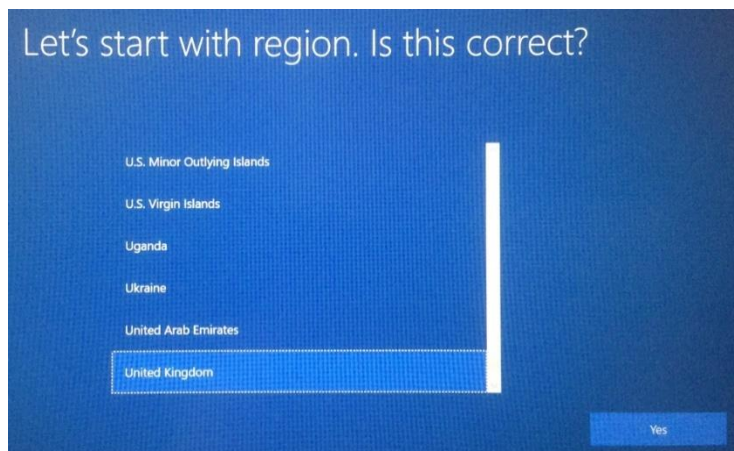 Let's start with region. Is this correct?
U.S. Minor Outlying Islands
U.S. Virgin Islands
Uganda
Ukraine
United Arab Emirates
United Kingdom
Yes